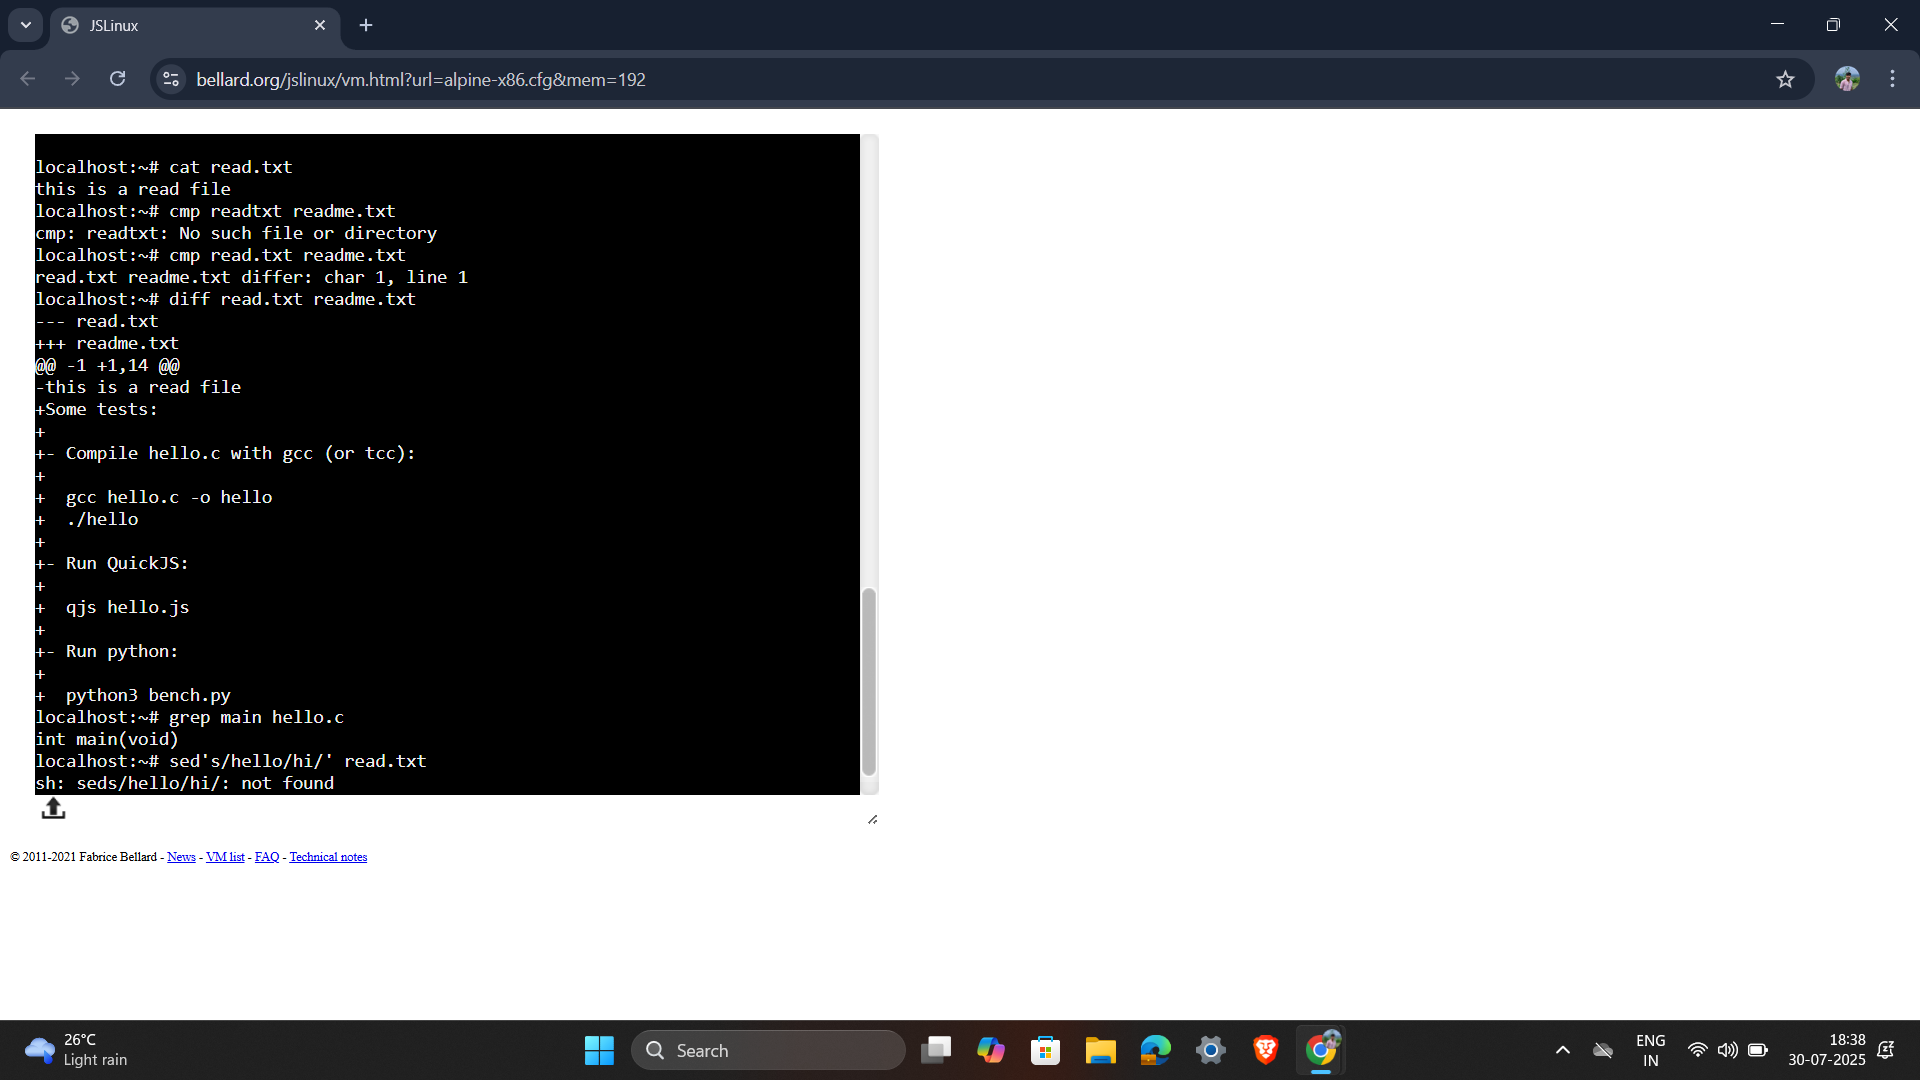 JSLinux
bellard.org/jslinux/vm.html?url=alpine-x86.cfg&mem=192
localhost:~# cat read.txt
this is a read file
localhost:~# cmp readtxt readme.txt
cmp: readtxt: No such file or directory
localhost:~# cmp read.txt readme.txt
read.txt readme.txt differ: char 1, line 1
localhost:~# diff read.txt readme.txt
--- read.txt
+++ readme.txt
@@ -1 +1,14 @@
-this is a read file
+Some tests:
+
+- Compile hello.c with gcc (or tcc):
+
+  gcc hello.c -o hello
+  ./hello
+
+- Run QuickJS:
+
+  qjs hello.js
+
+- Run python:
+
+  python3 bench.py
localhost:~# grep main hello.c
int main(void)
localhost:~# sed's/hello/hi/' read.txt
sh: seds/hello/hi/: not found
© 2011-2021 Fabrice Bellard - News - VM list - FAQ - Technical notes
26°C
Light rain
Search
ENG
IN
18:38
30-07-2025